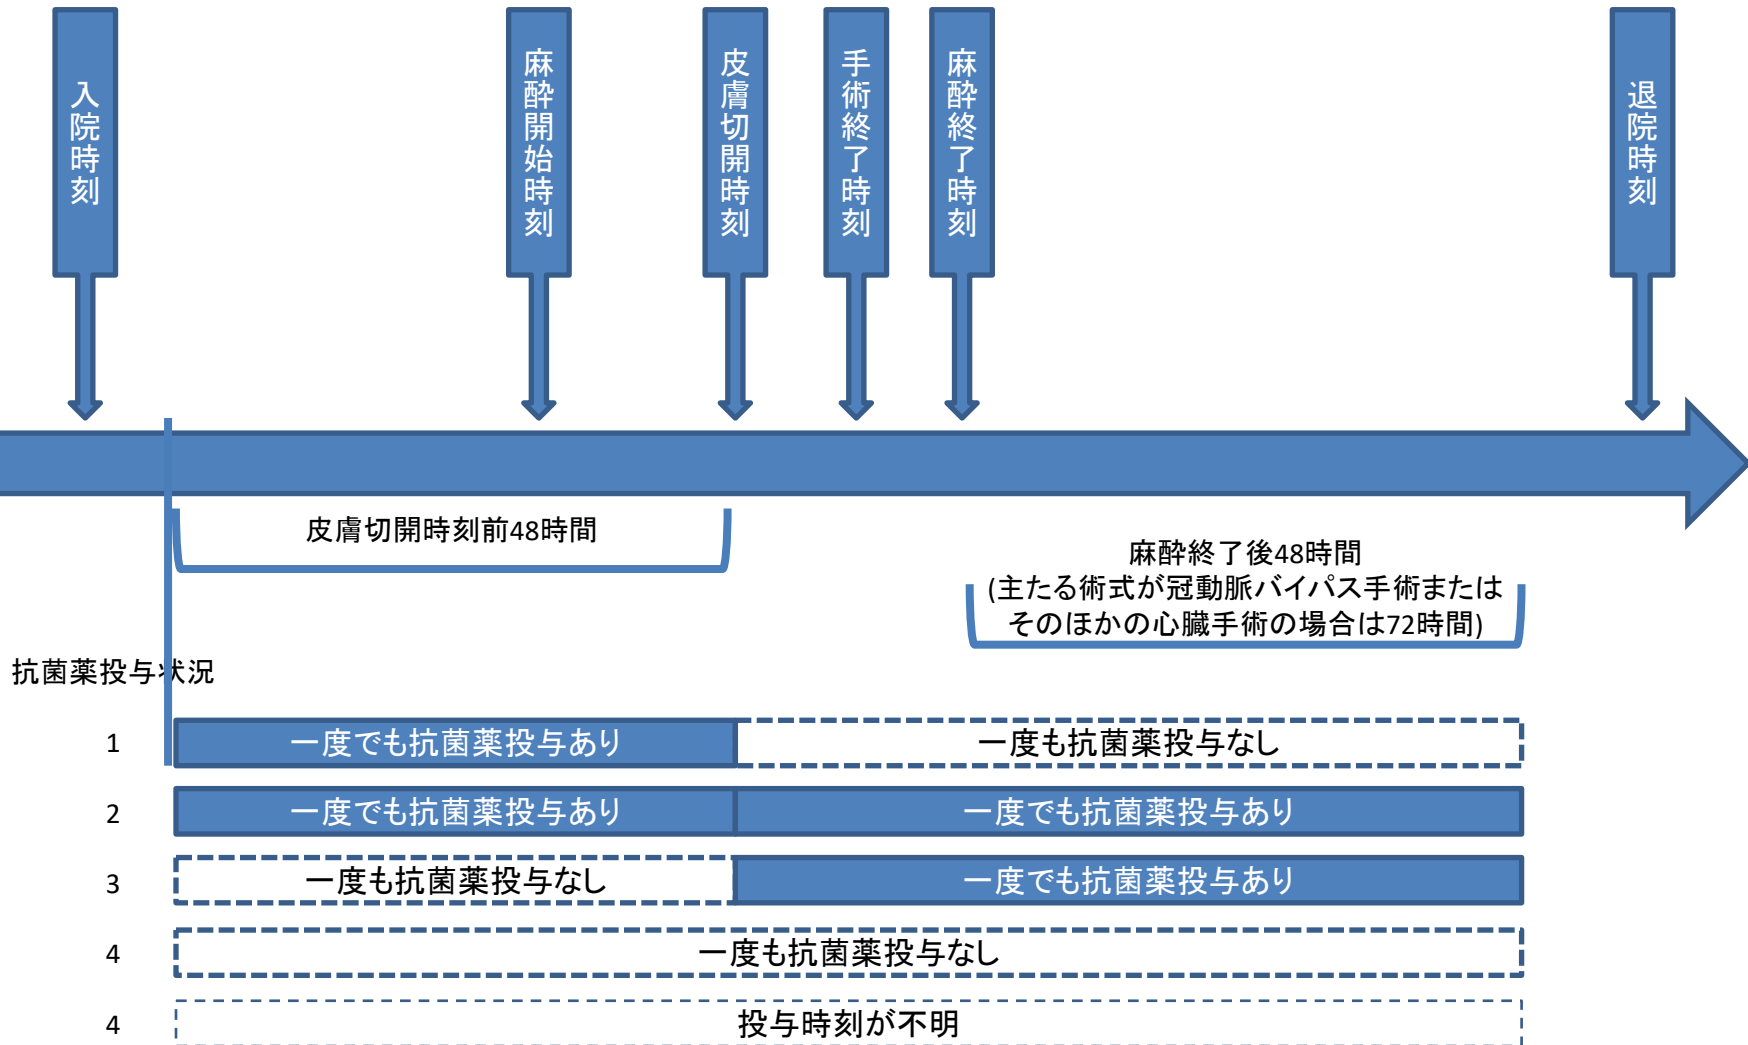 入院時刻
麻酔開始時刻
皮膚切開時刻
手術終了時刻
麻酔終了時刻
退院時刻
皮膚切開時刻前48時間
麻酔終了後48時間
(主たる術式が冠動脈バイパス手術または
そのほかの心臓手術の場合は72時間)
抗菌薬投与状況
1 一度でも抗菌薬投与あり 一度も抗菌薬投与なし
2 一度でも抗菌薬投与あり 一度でも抗菌薬投与あり
3 一度も抗菌薬投与なし 一度でも抗菌薬投与あり
4 一度も抗菌薬投与なし
4 投与時刻が不明